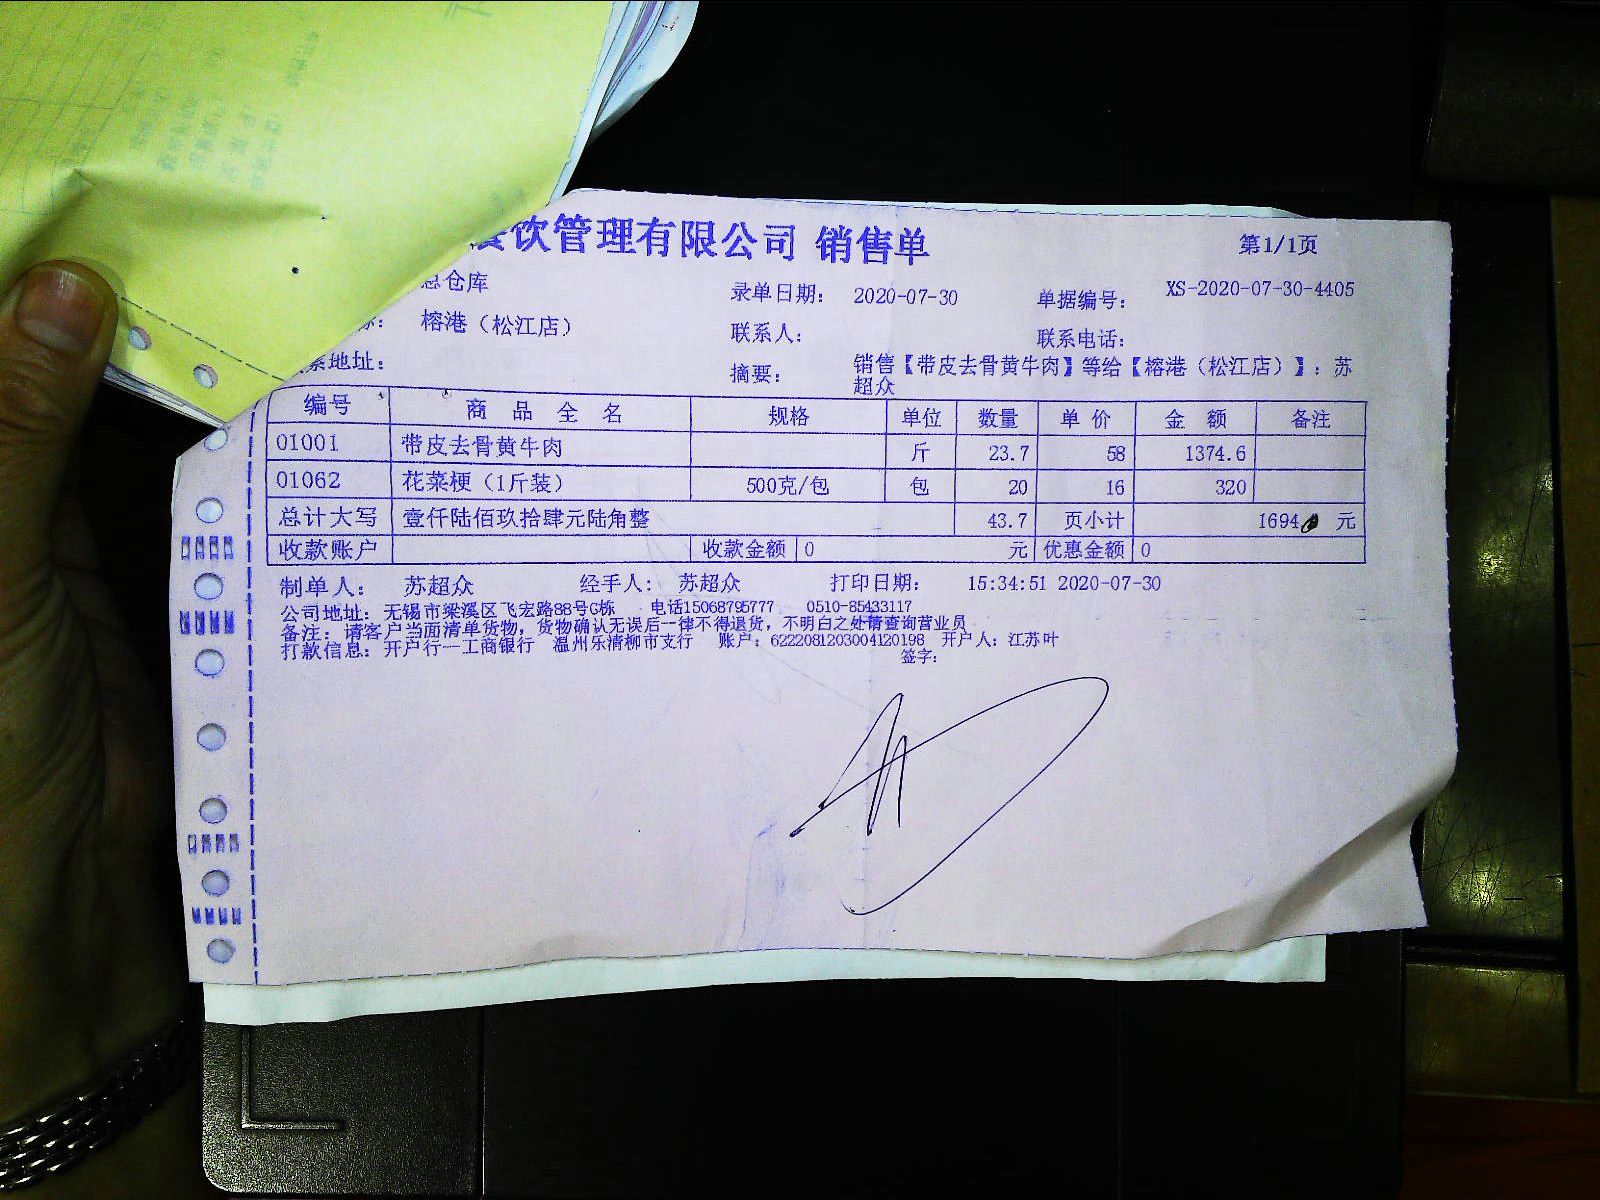 饮管理有限公司 销售单 第1/1页
总仓库 录单日期： 2020-07-30 单据编号： XS-2020-07-30-4405
榕港（松江店） 联系人： 联系电话：
系地址： 摘要： 销售【带皮去骨黄牛肉】等给【榕港（松江店）】：苏
超众
编号 商品全名 规格 单位 数量 单价 金额 备注
01001 带皮去骨黄牛肉 斤 23.7 58 1374.6
01062 花菜梗（1斤装） 500克/包 包 20 16 320
总计大写 壹仟陆佰玖拾肆元陆角整 43.7 页小计 1694 元
收款账户 收款金额 0 元 优惠金额 0
制单人： 苏超众 经手人： 苏超众 打印日期： 15:34:51 2020-07-30
公司地址：无锡市梁溪区飞宏路88号G栋 电话15068795777 0510-85433117
备注：请客户当面清单货物，货物确认无误后一律不得退货，不明白之处请查询营业员
打款信息：开户行一工商银行 温州乐清柳市支行 账户：6222081203004120198 开户人：江苏叶
签字：